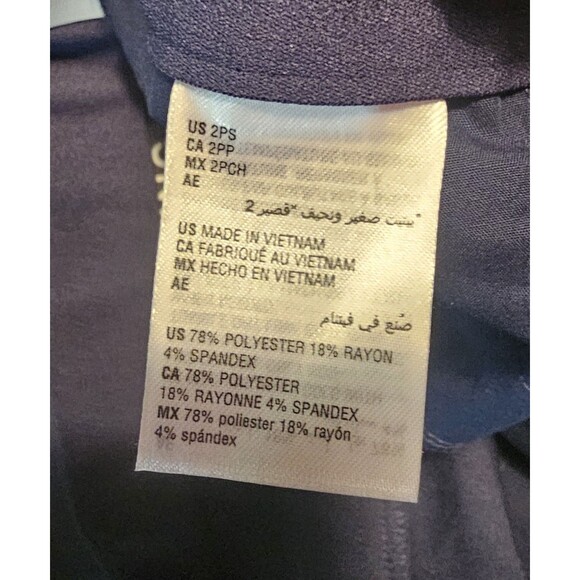 US 2PS
CA 2PP
MX 2PCH
AE
"بيتيت صغير ونحيف "قصير 2
US MADE IN VIETNAM
CA FABRIQUÉ AU VIETNAM
MX HECHO EN VIETNAM
AE
صُنع في فيتنام
US 78% POLYESTER 18% RAYON
4% SPANDEX
CA 78% POLYESTER
18% RAYONNE 4% SPANDEX
MX 78% poliester 18% rayón
4% spándex